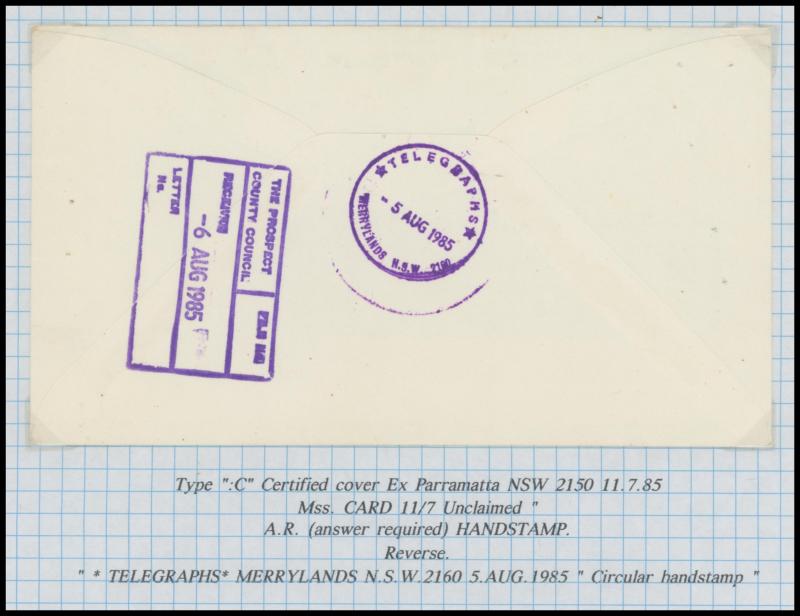 THE PROSPECT
COUNTY COUNCIL
FILE No
RECEIVED
-6 AUG 1985
LETTER
No.
★ TELEGRAPHS ★
- 5 AUG 1985
MERRYLANDS N.S.W. 2160
Type ":C" Certified cover Ex Parramatta NSW 2150 11.7.85
Mss. CARD 11/7 Unclaimed "
A.R. (answer required) HANDSTAMP.
Reverse.
" * TELEGRAPHS* MERRYLANDS N.S.W.2160 5.AUG.1985 " Circular handstamp "